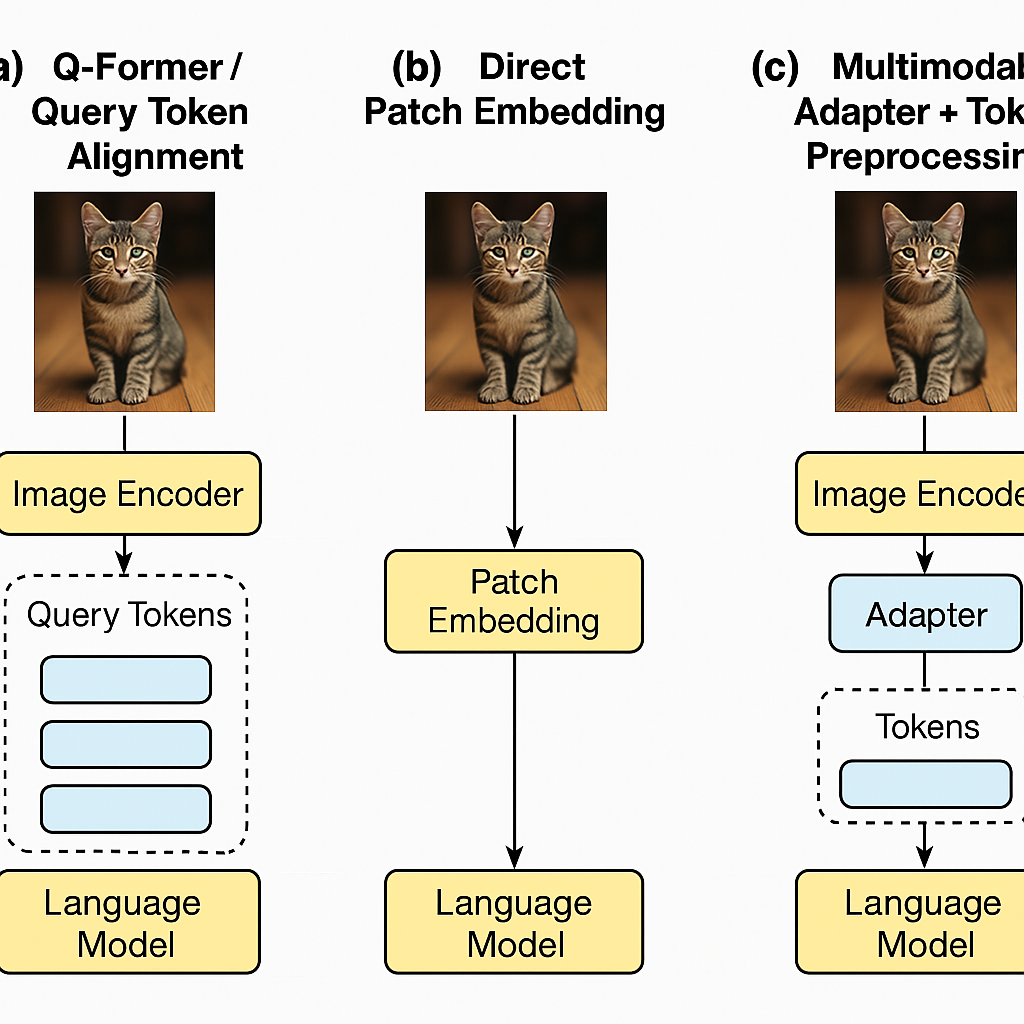 a) Q-Former /
Query Token
Alignment
Image Encoder
Query Tokens
Language
Model
(b) Direct
Patch Embedding
Patch
Embedding
Language
Model
(c) Multimodal
Adapter + Tok
Preprocessin
Image Encode
Adapter
Tokens
Language
Model